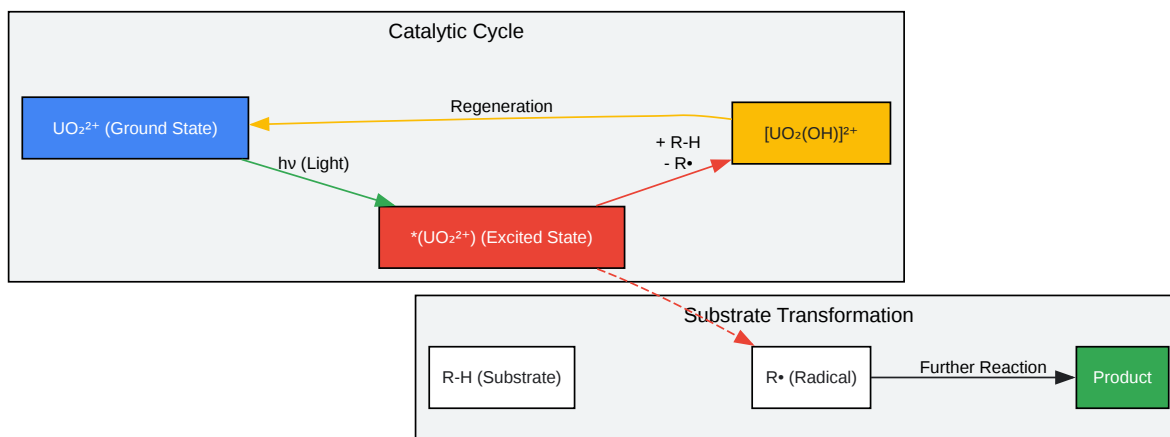 Catalytic Cycle
UO₂²⁺ (Ground State)
Regeneration
[UO₂(OH)]²⁺
hν (Light)
+ R-H
- R•
*(UO₂²⁺) (Excited State)
Substrate Transformation
R-H (Substrate)
R• (Radical)
Further Reaction
Product